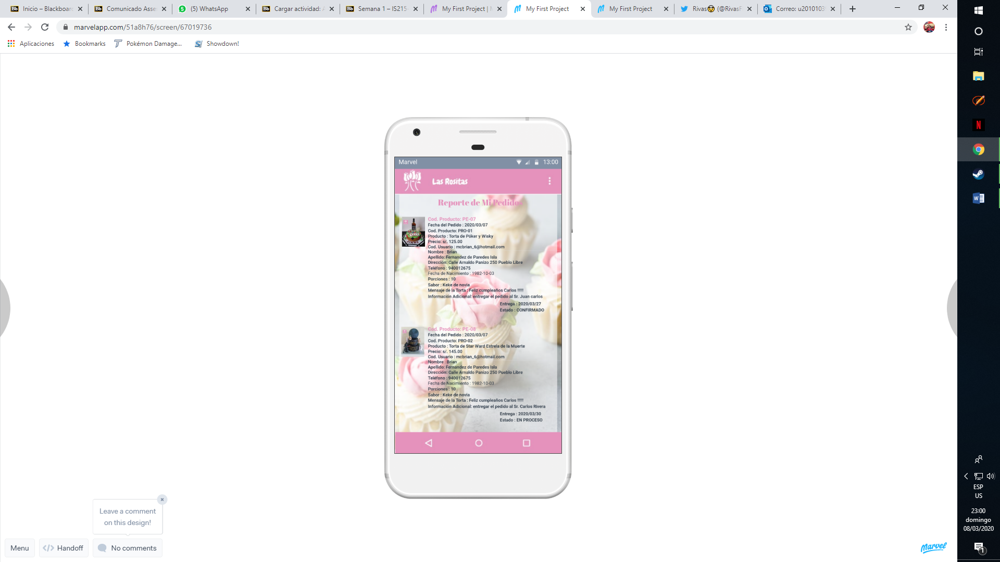 Inicio – Blackboard
Comunicado Asse
(5) WhatsApp
Cargar actividad: A
Semana 1 – IS215
My First Project | M
My First Project
My First Project
Rivas (@RivasF
Correo: u2010103
marvelapp.com/51a8h76/screen/67019736
Aplicaciones
Bookmarks
Pokémon Damage...
Showdown!
Marvel
13:00
Las Rositas
Reporte de Mi Pedidos
Cod. Producto: PE-07
Fecha del Pedido : 2020/03/07
Cod. Producto: PRO-01
Producto : Torta de Póker y Wisky
Precio: s/. 125.00
Cod. Usuario : mcbrian_6@hotmail.com
Nombre : Brian
Apellido: Fernandez de Paredes Isla
Dirección: Calle Arnaldo Panizo 250 Pueblo Libre
Teléfono : 940012675
Fecha de Nacimiento : 1982-10-03
Porciones : 10
Sabor : Keke de novia
Mensaje de la Torta : Feliz cumpleaños Carlos !!!!!
Información Adicional: entregar el pedido al Sr. Juan carlos
Entrega : 2020/03/27
Estado : CONFIRMADO
Cod. Producto: PE-08
Fecha del Pedido : 2020/03/07
Cod. Producto: PRO-02
Producto : Torta de Star Ward Estrela de la Muerte
Precio: s/. 145.00
Cod. Usuario : mcbrian_6@hotmail.com
Nombre : Brian
Apellido: Fernandez de Paredes Isla
Dirección: Calle Arnaldo Panizo 250 Pueblo Libre
Teléfono : 940012675
Fecha de Nacimiento : 1982-10-03
Porciones : 10
Sabor : Keke de novia
Mensaje de la Torta : Feliz cumpleaños Carlos !!!!!
Información Adicional: entregar el pedido al Sr. Carlos Rivera
Entrega : 2020/03/30
Estado : EN PROCESO
Leave a comment
on this design!
Menu
Handoff
No comments
Marvel
ESP
US
23:00
domingo
08/03/2020
1